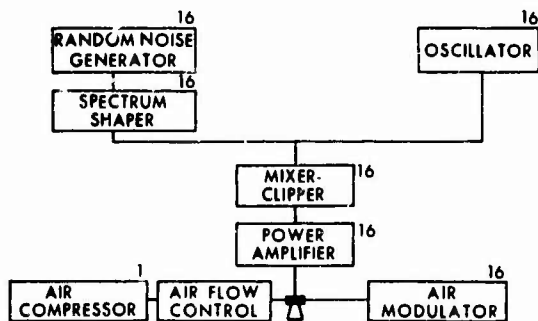 16
RANDOM NOISE
GENERATOR
16
OSCILLATOR
16
SPECTRUM
SHAPER
16
MIXER-
CLIPPER
16
POWER
AMPLIFIER
1
AIR
COMPRESSOR
AIR FLOW
CONTROL
16
AIR
MODULATOR